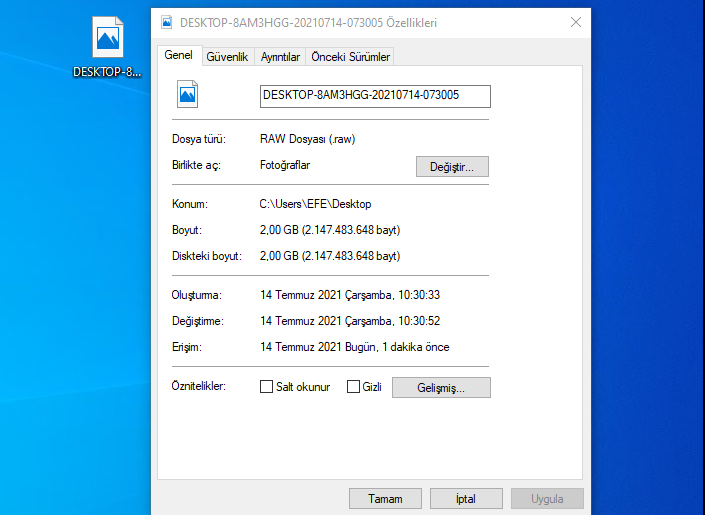 DESKTOP-8...
DESKTOP-8AM3HGG-20210714-073005 Özellikleri
Genel Güvenlik Ayrıntılar Önceki Sürümler
DESKTOP-8AM3HGG-20210714-073005
Dosya türü: RAW Dosyası (.raw)
Birlikte aç: Fotoğraflar Değiştir...
Konum: C:\Users\EFE\Desktop
Boyut: 2,00 GB (2.147.483.648 bayt)
Diskteki boyut: 2,00 GB (2.147.483.648 bayt)
Oluşturma: 14 Temmuz 2021 Çarşamba, 10:30:33
Değiştirme: 14 Temmuz 2021 Çarşamba, 10:30:52
Erişim: 14 Temmuz 2021 Bugün, 1 dakika önce
Öznitelikler: Salt okunur Gizli Gelişmiş...
Tamam İptal Uygula